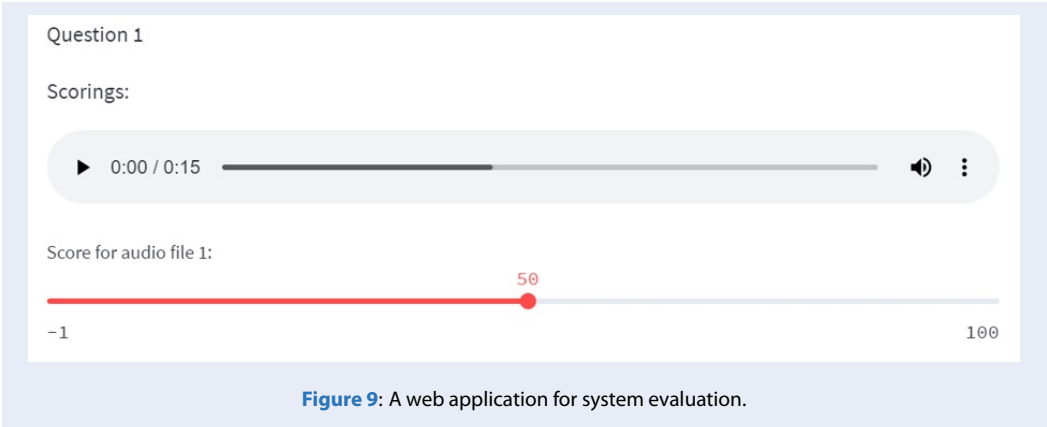 Question 1
Scorings:
0:00 / 0:15
Score for audio file 1:
50
-1 100
Figure 9: A web application for system evaluation.